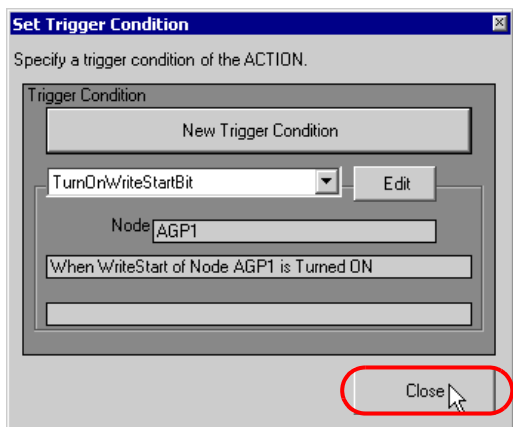 Set Trigger Condition
Specify a trigger condition of the ACTION.
Trigger Condition
New Trigger Condition
TurnOnWriteStartBit
Edit
Node AGP1
When WriteStart of Node AGP1 is Turned ON
Close